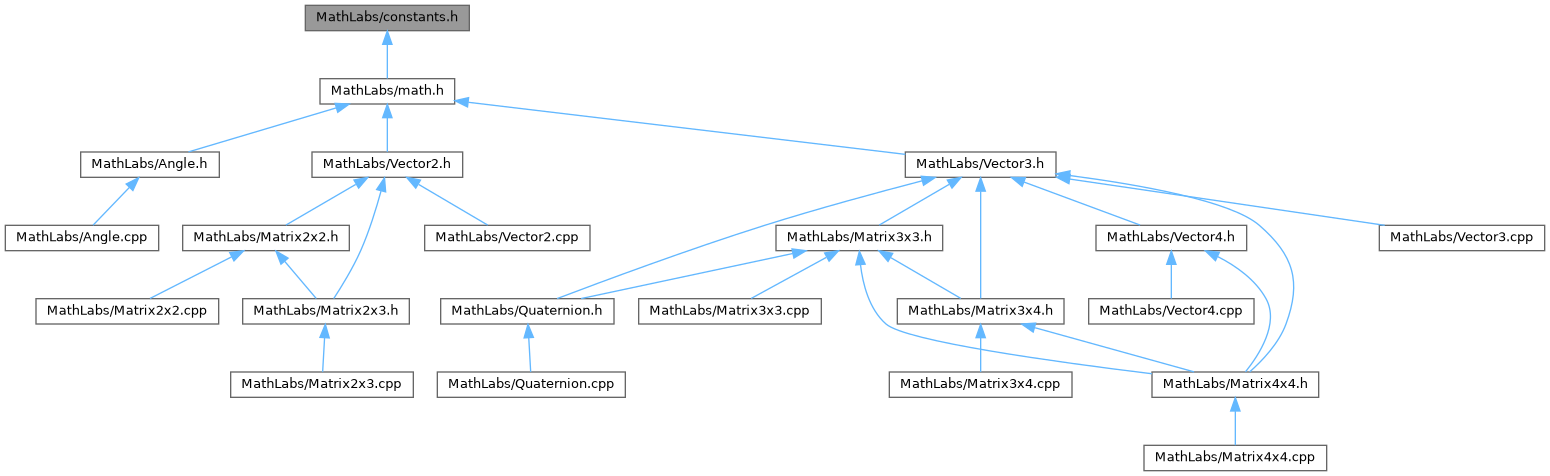 MathLabs/constants.h
MathLabs/math.h
MathLabs/Angle.h
MathLabs/Vector2.h
MathLabs/Vector3.h
MathLabs/Angle.cpp
MathLabs/Matrix2x2.h
MathLabs/Vector2.cpp
MathLabs/Matrix3x3.h
MathLabs/Vector4.h
MathLabs/Vector3.cpp
MathLabs/Matrix2x2.cpp
MathLabs/Matrix2x3.h
MathLabs/Quaternion.h
MathLabs/Matrix3x3.cpp
MathLabs/Matrix3x4.h
MathLabs/Vector4.cpp
MathLabs/Matrix2x3.cpp
MathLabs/Quaternion.cpp
MathLabs/Matrix3x4.cpp
MathLabs/Matrix4x4.h
MathLabs/Matrix4x4.cpp